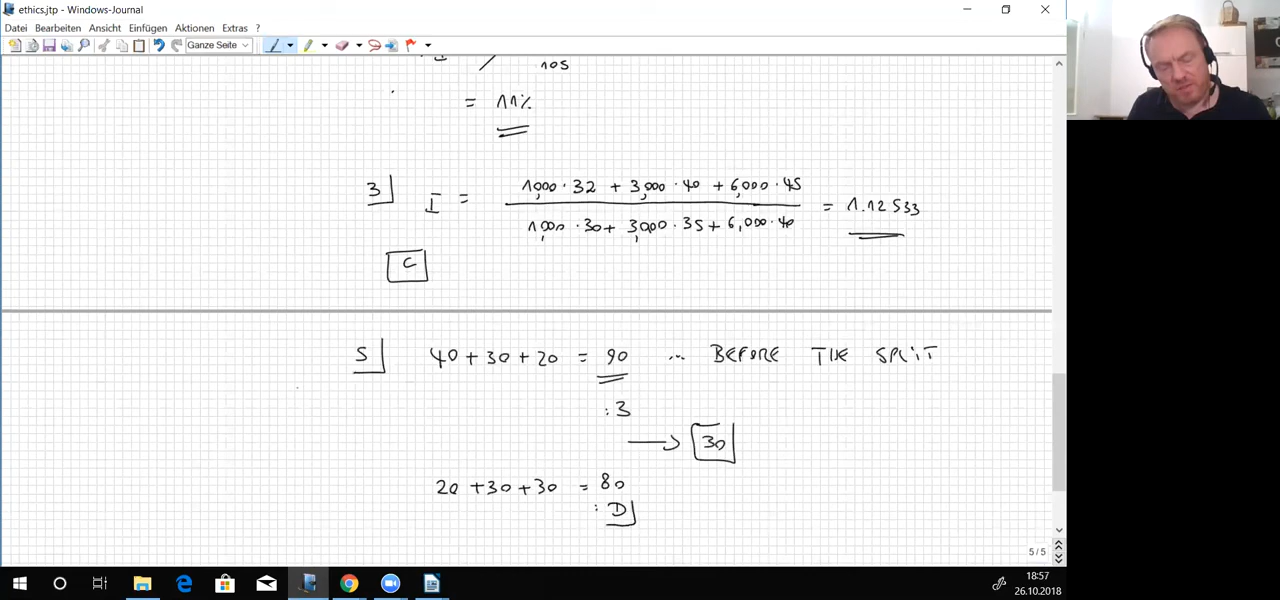 ethics.jtp - Windows-Journal
Datei Bearbeiten Ansicht Einfügen Aktionen Extras ?
Ganze Seite
105
= 11%
3] I = 1,000 · 32 + 3,000 · 40 + 6,000 · 45 / 1,000 · 30 + 3,000 · 35 + 6,000 · 40 = 1.12533
C
5] 40 + 30 + 20 = 90 ... BEFORE THE SPLIT
: 3
→ 30
20 + 30 + 30 = 80
: D
5 / 5
18:57
26.10.2018